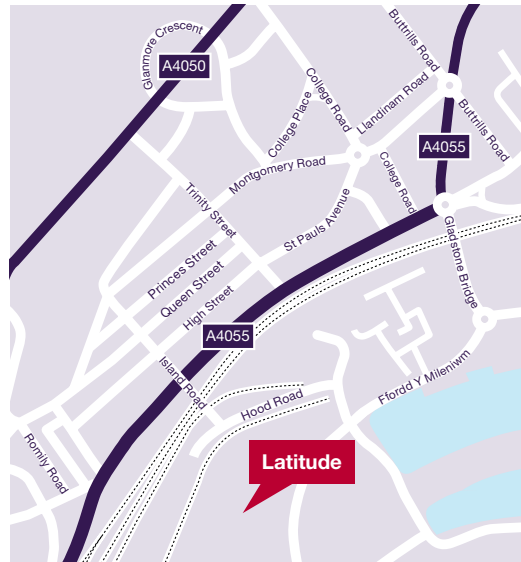 Glanmore Crescent
A4050
Buttrills Road
College Road
College Place
Llandinam Road
Buttrills Road
A4055
Montgomery Road
College Road
Trinity Street
St Pauls Avenue
Gladstone Bridge
Princes Street
Queen Street
High Street
A4055
Island Road
Ffordd Y Mileniwm
Hood Road
Romily Road
Latitude